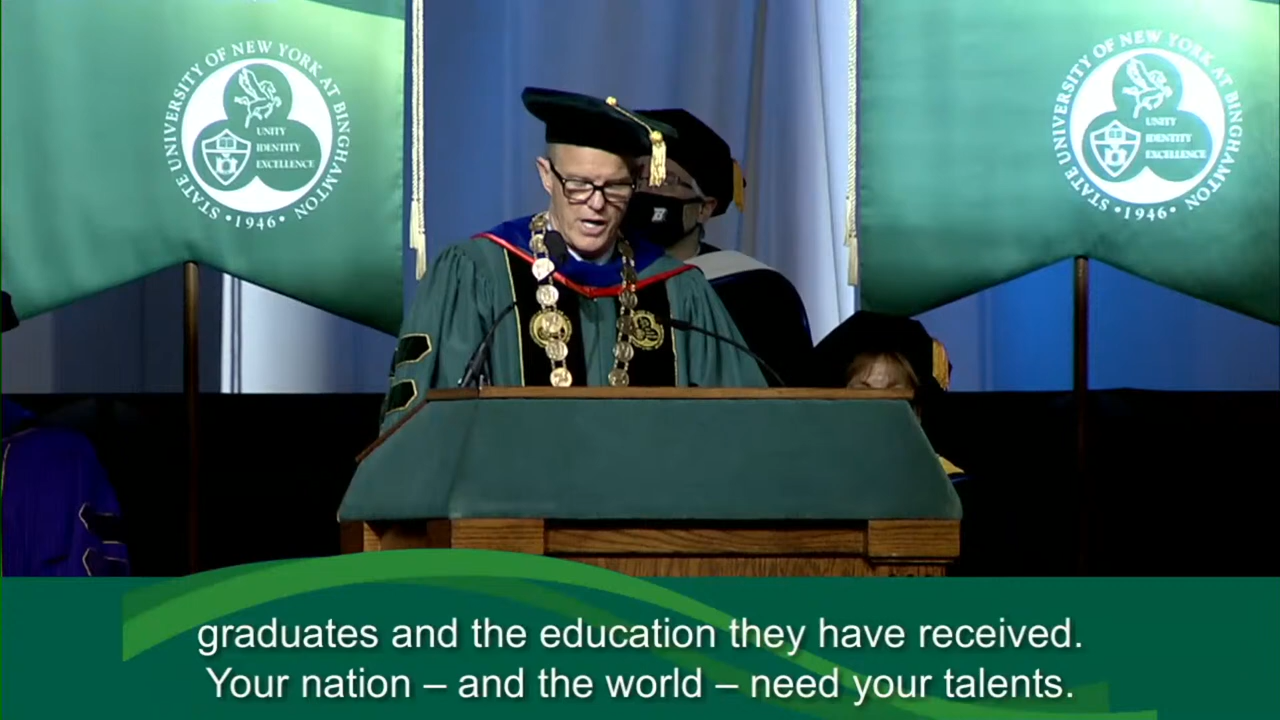 STATE UNIVERSITY OF NEW YORK AT BINGHAMTON
UNITY
IDENTITY
EXCELLENCE
• 1946 •
STATE UNIVERSITY OF NEW YORK AT BINGHAMTON
UNITY
IDENTITY
EXCELLENCE
• 1946 •
graduates and the education they have received.
Your nation – and the world – need your talents.